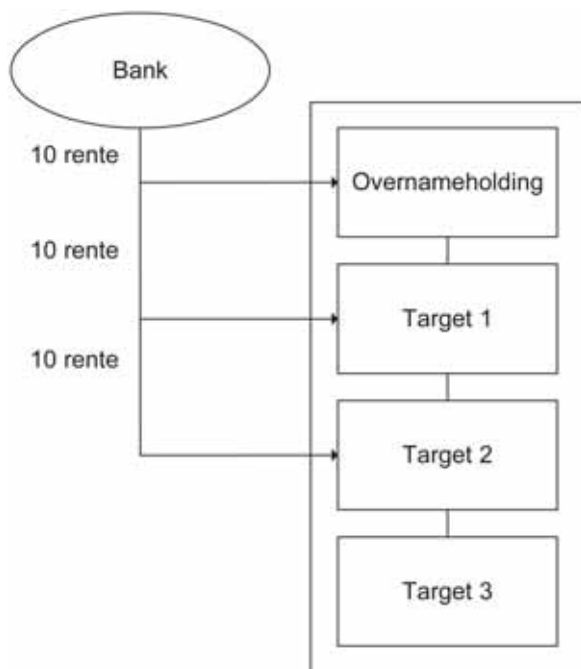 Bank
10 rente
Overnameholding
10 rente
Target 1
10 rente
Target 2
Target 3